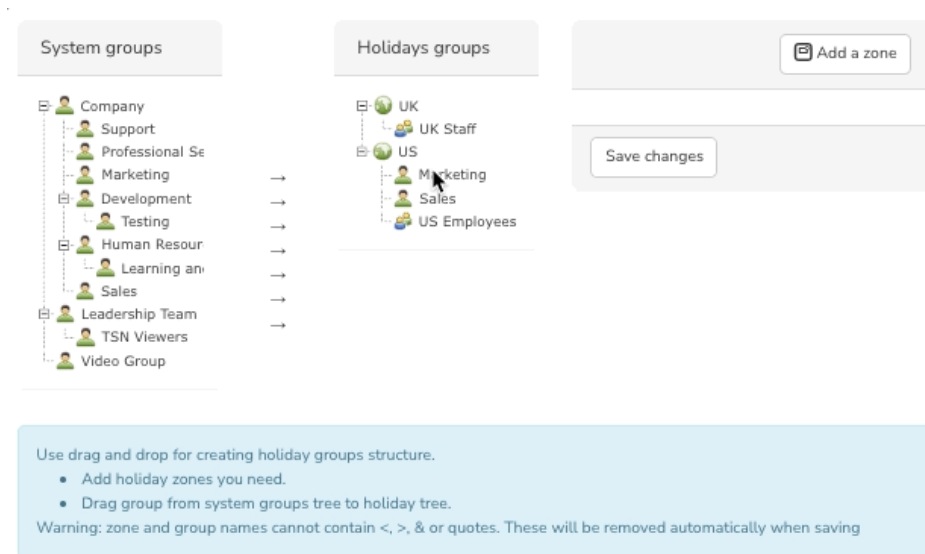 System groups
Company
Support
Professional Se
Marketing
Development
Testing
Human Resour
Learning an
Sales
Leadership Team
TSN Viewers
Video Group
→
→
→
→
→
→
→
Holidays groups
UK
UK Staff
US
Marketing
Sales
US Employees
Add a zone
Save changes
Use drag and drop for creating holiday groups structure.
• Add holiday zones you need.
• Drag group from system groups tree to holiday tree.
Warning: zone and group names cannot contain <, >, & or quotes. These will be removed automatically when saving